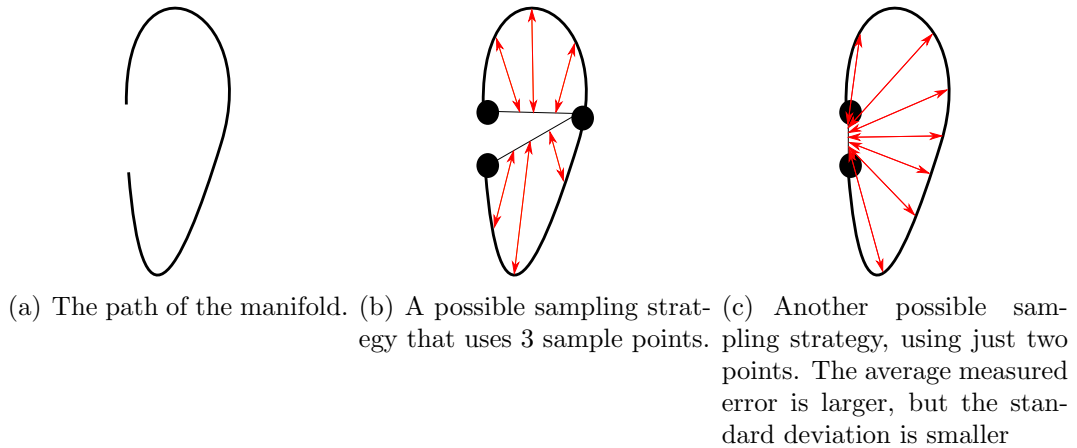 (a) The path of the manifold.
(b) A possible sampling strat-
egy that uses 3 sample points.
(c) Another possible sam-
pling strategy, using just two
points. The average measured
error is larger, but the stan-
dard deviation is smaller